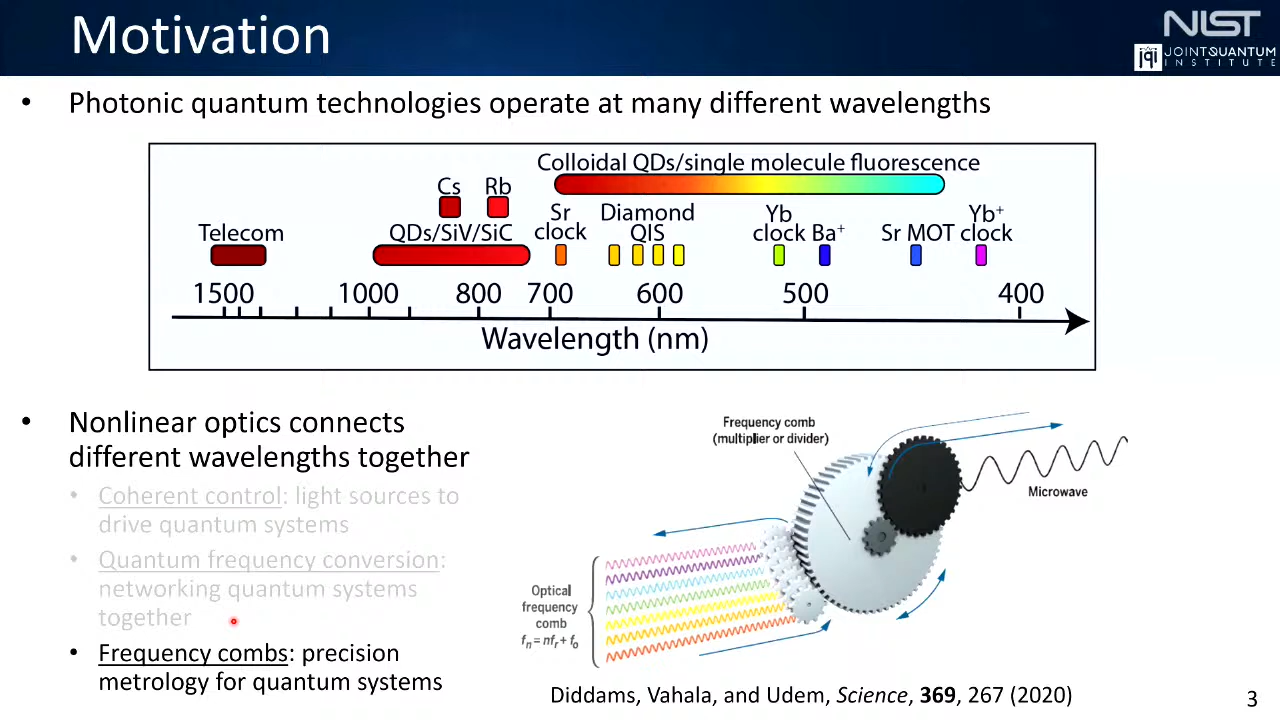 Motivation
NIST
jqi JOINT QUANTUM
INSTITUTE
• Photonic quantum technologies operate at many different wavelengths
Colloidal QDs/single molecule fluorescence
Cs Rb
Telecom
QDs/SiV/SiC
Sr
clock
Diamond
QIS
Yb
clock
Ba⁺
Sr MOT
Yb⁺
clock
1500 1000 800 700 600 500 400
Wavelength (nm)
• Nonlinear optics connects
different wavelengths together
• Coherent control: light sources to
drive quantum systems
• Quantum frequency conversion:
networking quantum systems
together
• Frequency combs: precision
metrology for quantum systems
Frequency comb
(multiplier or divider)
Microwave
Optical
frequency
comb
fn = nfr + fo
Diddams, Vahala, and Udem, Science, 369, 267 (2020)
3